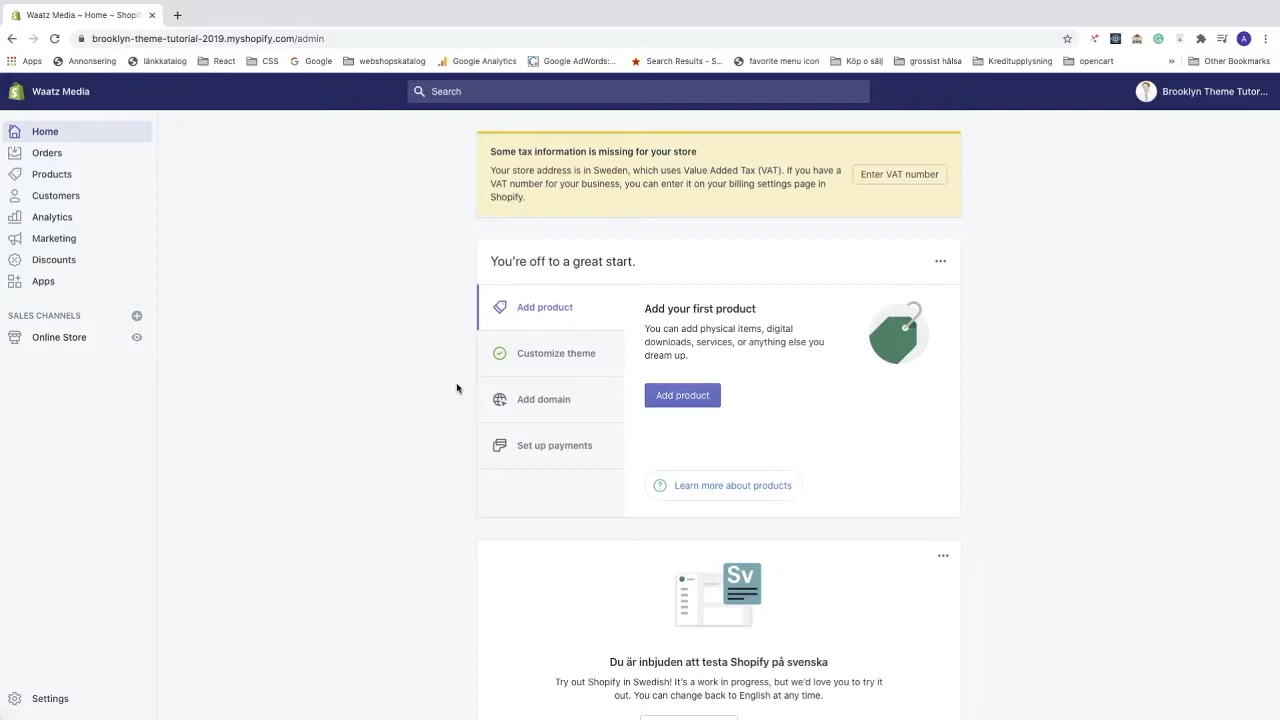 Waatz Media ~ Home ~ Shopif
brooklyn-theme-tutorial-2019.myshopify.com/admin
A
Apps
Annonsering
länkkatalog
React
CSS
Google
webshopskatalog
Google Analytics
Google AdWords:...
Search Results - S...
favorite menu icon
Köp o sälj
grossist hälsa
Kreditupplysning
opencart
»
Other Bookmarks
Waatz Media
Search
Brooklyn Theme Tutor...
Home
Orders
Products
Customers
Analytics
Marketing
Discounts
Apps
SALES CHANNELS
Online Store
Settings
Some tax information is missing for your store
Your store address is in Sweden, which uses Value Added Tax (VAT). If you have a
VAT number for your business, you can enter it on your billing settings page in
Shopify.
Enter VAT number
You're off to a great start.
Add product
Customize theme
Add domain
Set up payments
Add your first product
You can add physical items, digital
downloads, services, or anything else you
dream up.
Add product
Learn more about products
Sv
Du är inbjuden att testa Shopify på svenska
Try out Shopify in Swedish! It's a work in progress, but we'd love you to try it
out. You can change back to English at any time.